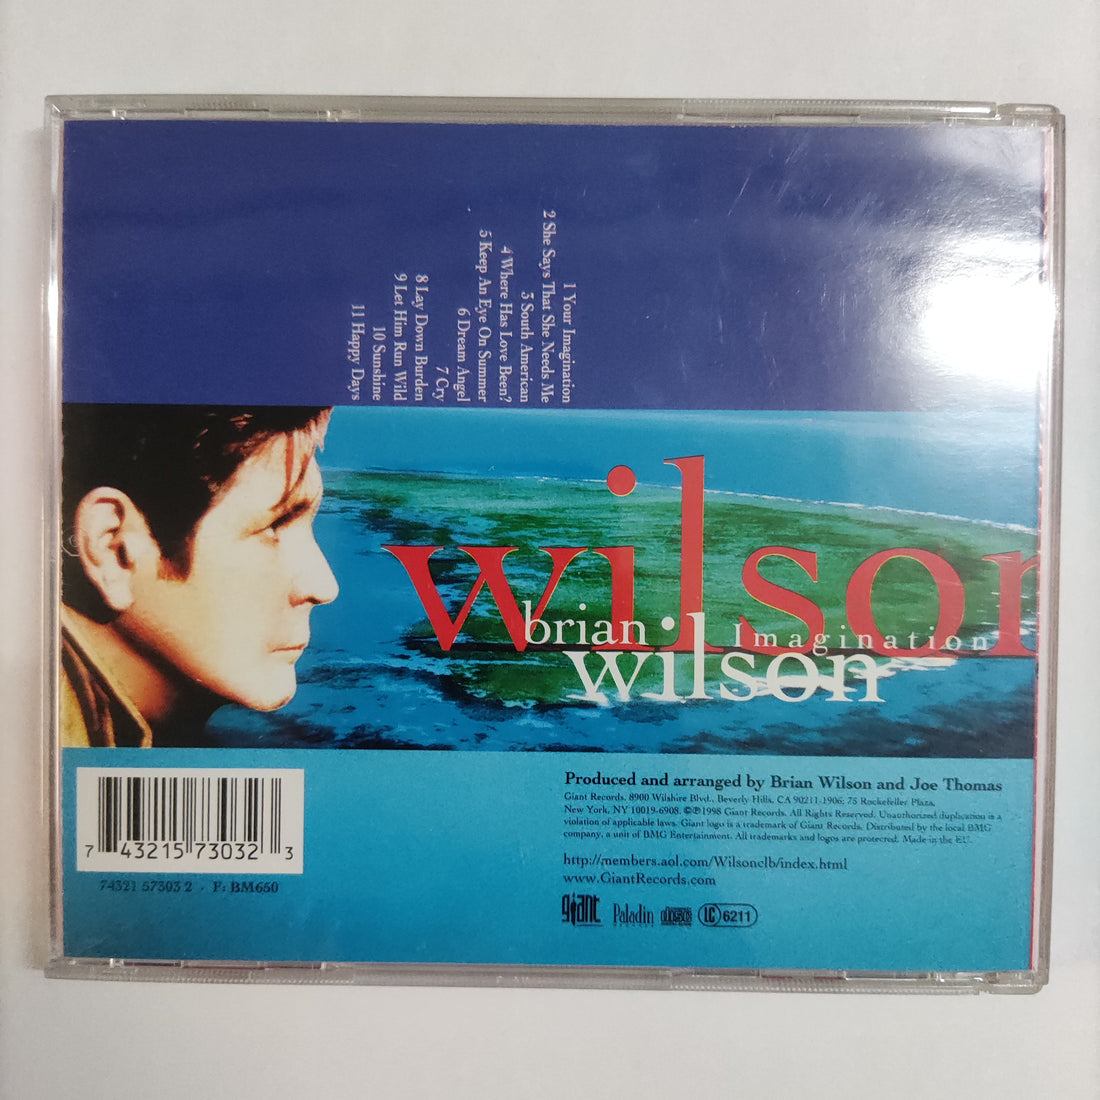 1 Your Imagination
2 She Says That She Needs Me
3 South American
4 Where Has Love Been?
5 Keep An Eye On Summer
6 Dream Angel
7 Cry
8 Lay Down Burden
9 Let Him Run Wild
10 Sunshine
11 Happy Days
wilson
brian
Imagination
wilson
Produced and arranged by Brian Wilson and Joe Thomas
Giant Records. 8900 Wilshire Blvd., Beverly Hills, CA 90211-1906; 75 Rockefeller Plaza,
New York, NY 10019-6908. ©℗1998 Giant Records. All Rights Reserved. Unauthorized duplication is a
violation of applicable laws. Giant logo is a trademark of Giant Records. Distributed by the local BMG
company, a unit of BMG Entertainment. All trademarks and logos are protected. Made in the EU.
http://members.aol.com/Wilsonclb/index.html
www.GiantRecords.com
giant Paladin LC 6211
7 43215 73032 3
74321 57303 2 · F: BM650